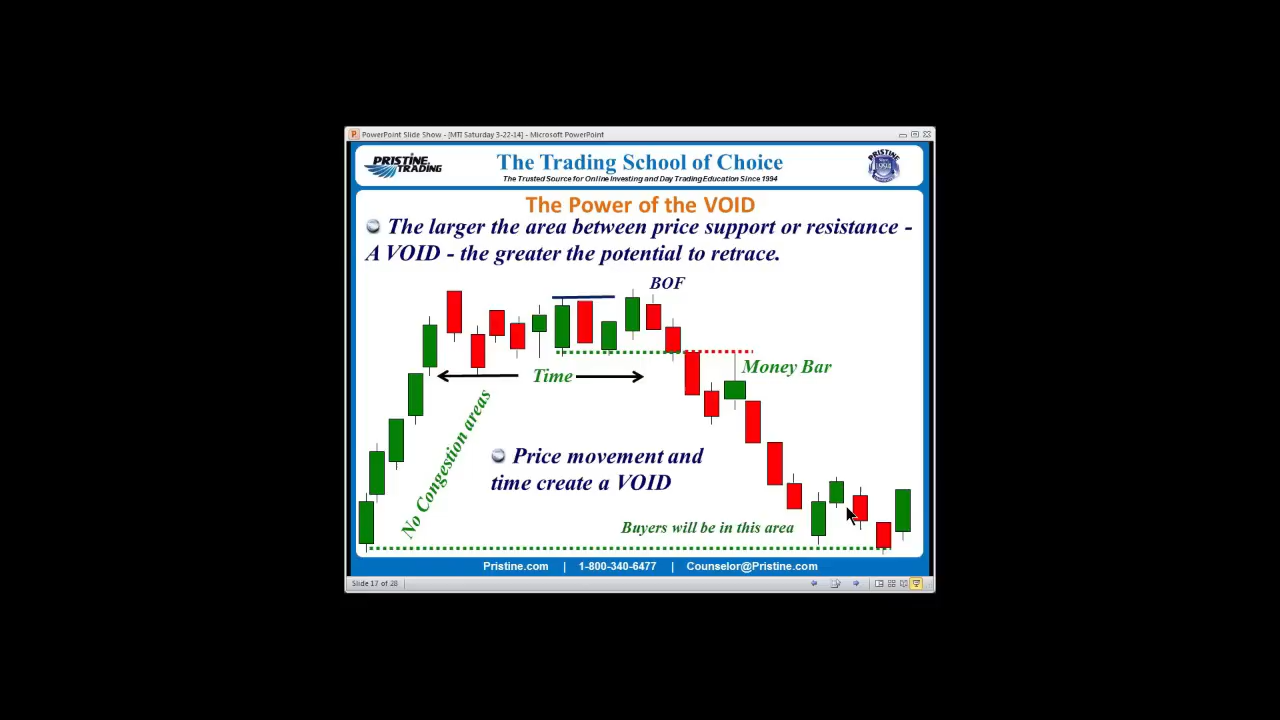 PowerPoint Slide Show - [MTI Saturday 3-22-14] - Microsoft PowerPoint
PRISTINE TRADING
The Trading School of Choice
The Trusted Source for Online Investing and Day Trading Education Since 1994
PRISTINE
The Power of the VOID
The larger the area between price support or resistance -
A VOID - the greater the potential to retrace.
BOF
Money Bar
Time
No Congestion areas
Price movement and
time create a VOID
Buyers will be in this area
Pristine.com | 1-800-340-6477 | Counselor@Pristine.com
Slide 17 of 28